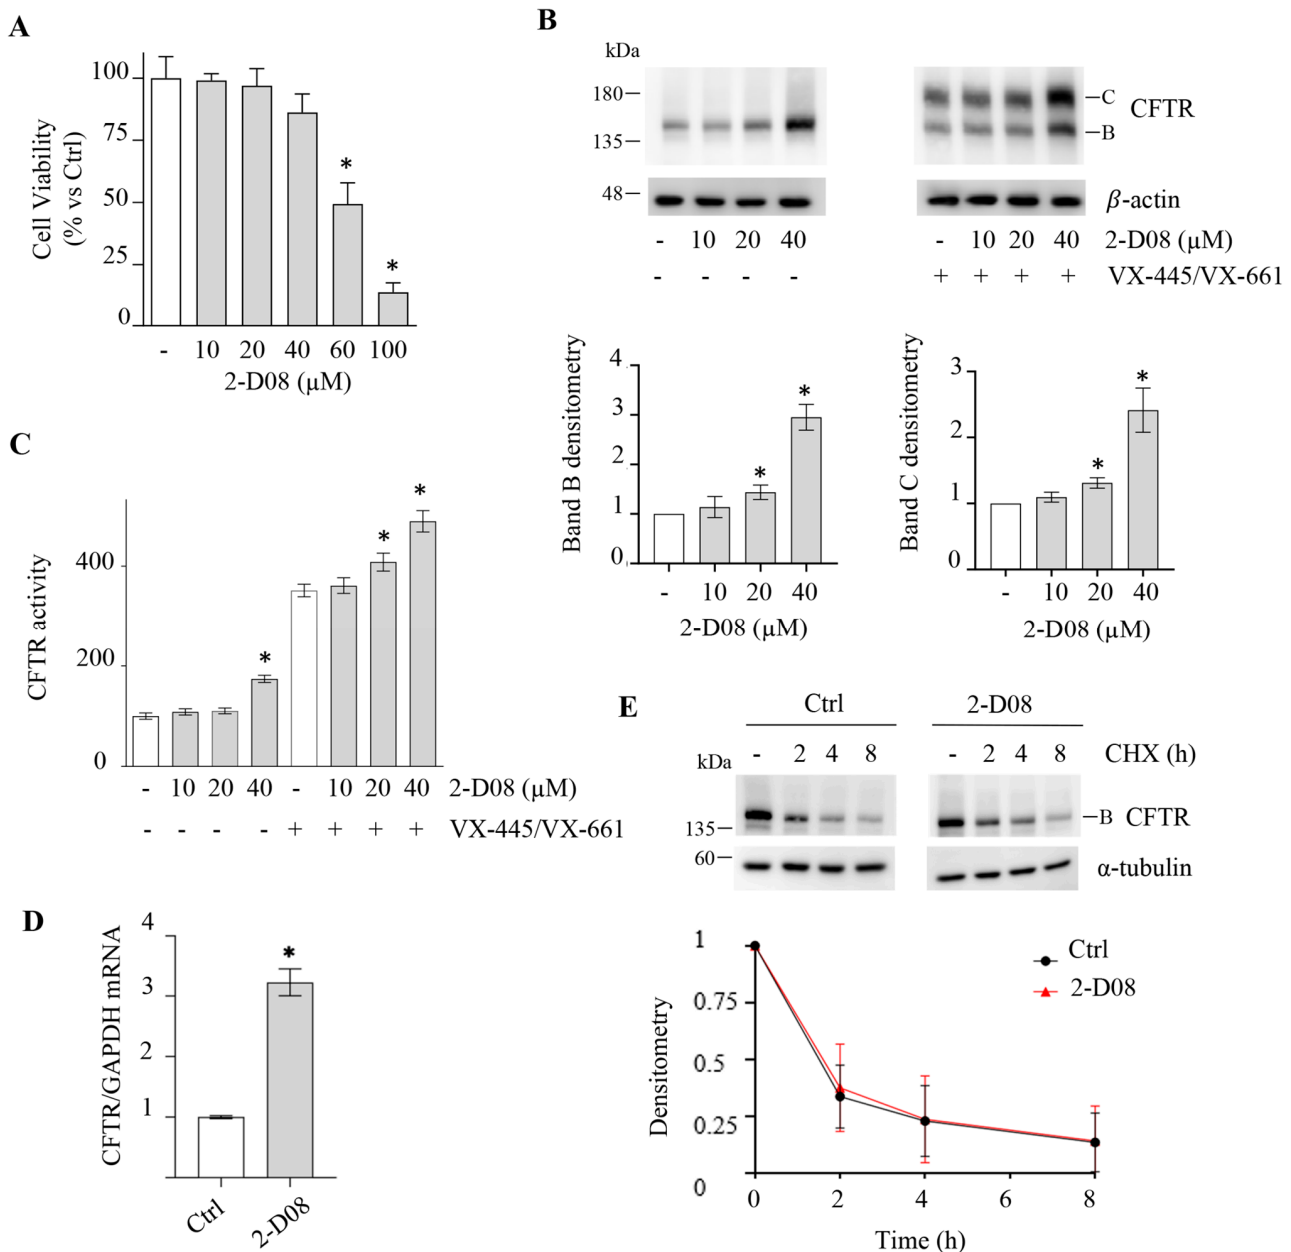 A
100
75
50
25
0
Cell Viability
(% vs Ctrl)
*
*
- 10 20 40 60 100
2-D08 (µM)
B
kDa
180
135
48
C
B
CFTR
β-actin
- 10 20 40
- 10 20 40 2-D08 (µM)
- - - -
+ + + + VX-445/VX-661
Band B densitometry
4
3
2
1
0
*
*
- 10 20 40
2-D08 (µM)
Band C densitometry
3
2
1
0
*
*
- 10 20 40
2-D08 (µM)
C
CFTR activity
400
200
0
*
*
*
- 10 20 40 - 10 20 40 2-D08 (µM)
- - - - + + + + VX-445/VX-661
D
CFTR/GAPDH mRNA
4
3
2
1
*
Ctrl
2-D08
E
Ctrl
2-D08
kDa
- 2 4 8
- 2 4 8 CHX (h)
135
B CFTR
60
α-tubulin
Densitometry
1
0.75
0.5
0.25
0
Ctrl
2-D08
0 2 4 6 8
Time (h)